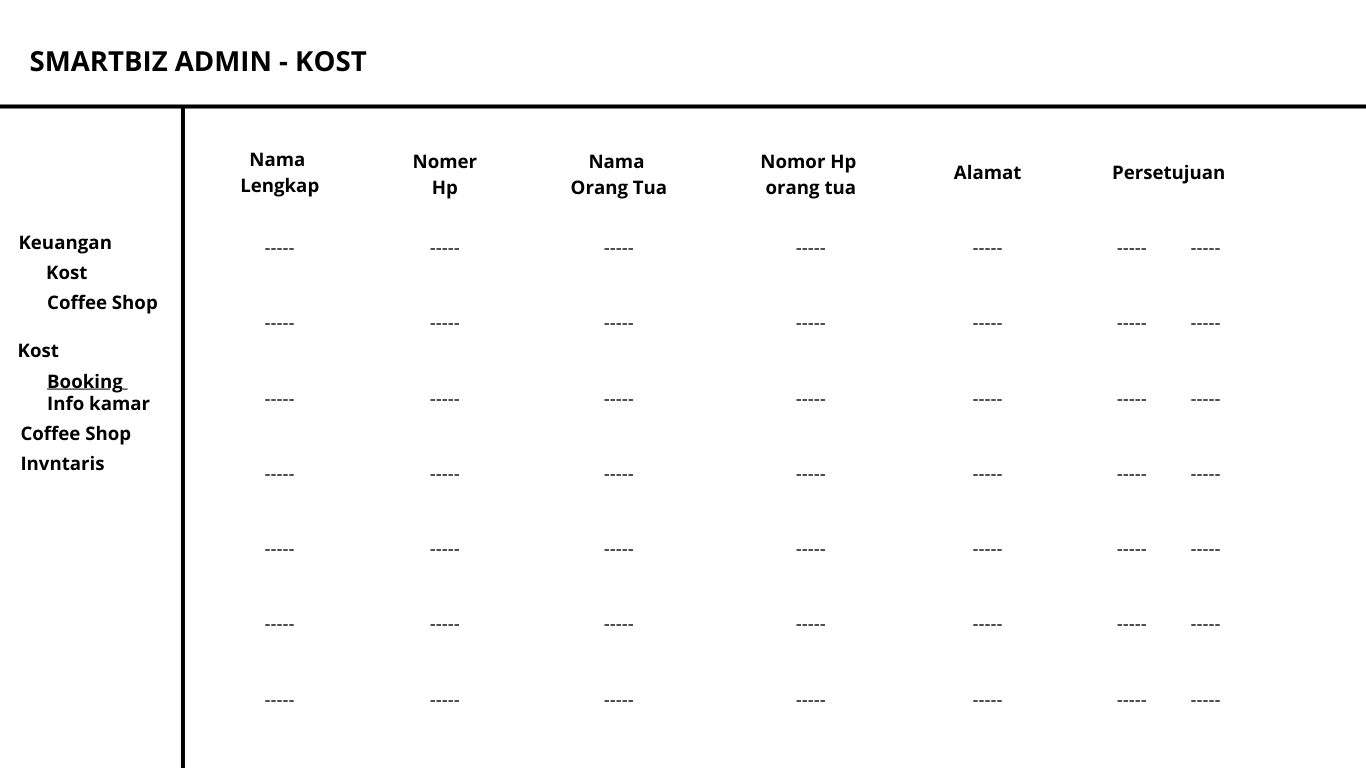 SMARTBIZ ADMIN - KOST
Keuangan
Kost
Coffee Shop
Kost
Booking
Info kamar
Coffee Shop
Invntaris
Nama Lengkap Nomer Hp Nama Orang Tua Nomor Hp orang tua Alamat Persetujuan
----- ----- ----- ----- ----- ----- -----
----- ----- ----- ----- ----- ----- -----
----- ----- ----- ----- ----- ----- -----
----- ----- ----- ----- ----- ----- -----
----- ----- ----- ----- ----- ----- -----
----- ----- ----- ----- ----- ----- -----
----- ----- ----- ----- ----- ----- -----